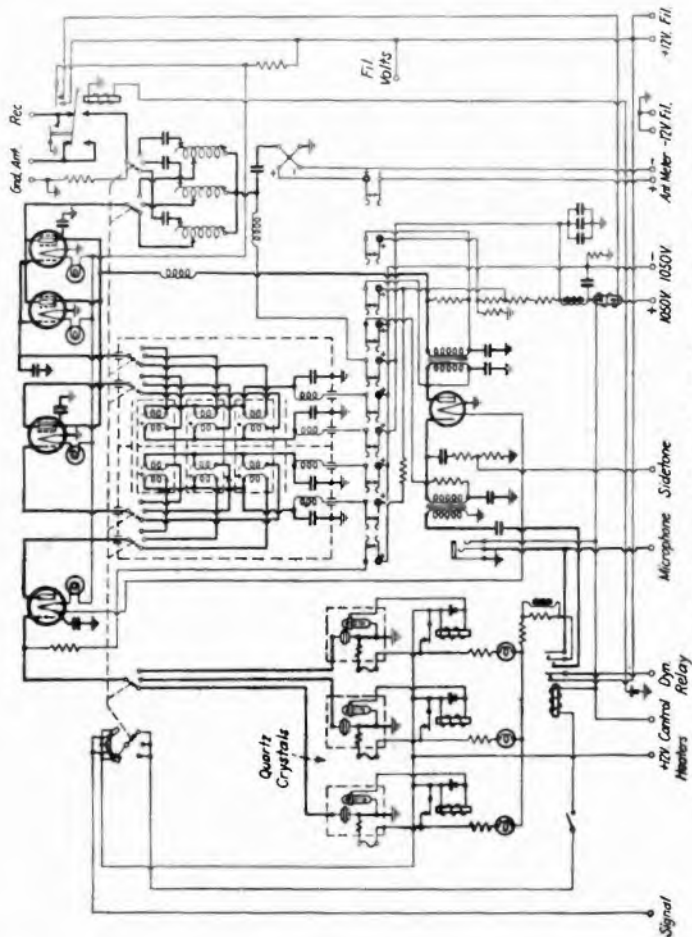 Gnd. Ant. Rec
Fil.
Volts
Quartz
Crystals
Signal
+12V. Control
Heaters
Dyn.
Relay
Microphone
Sidetone
+ 1050V 1050V -
+ Ant Meter - -12V Fil.
+12V. Fil.